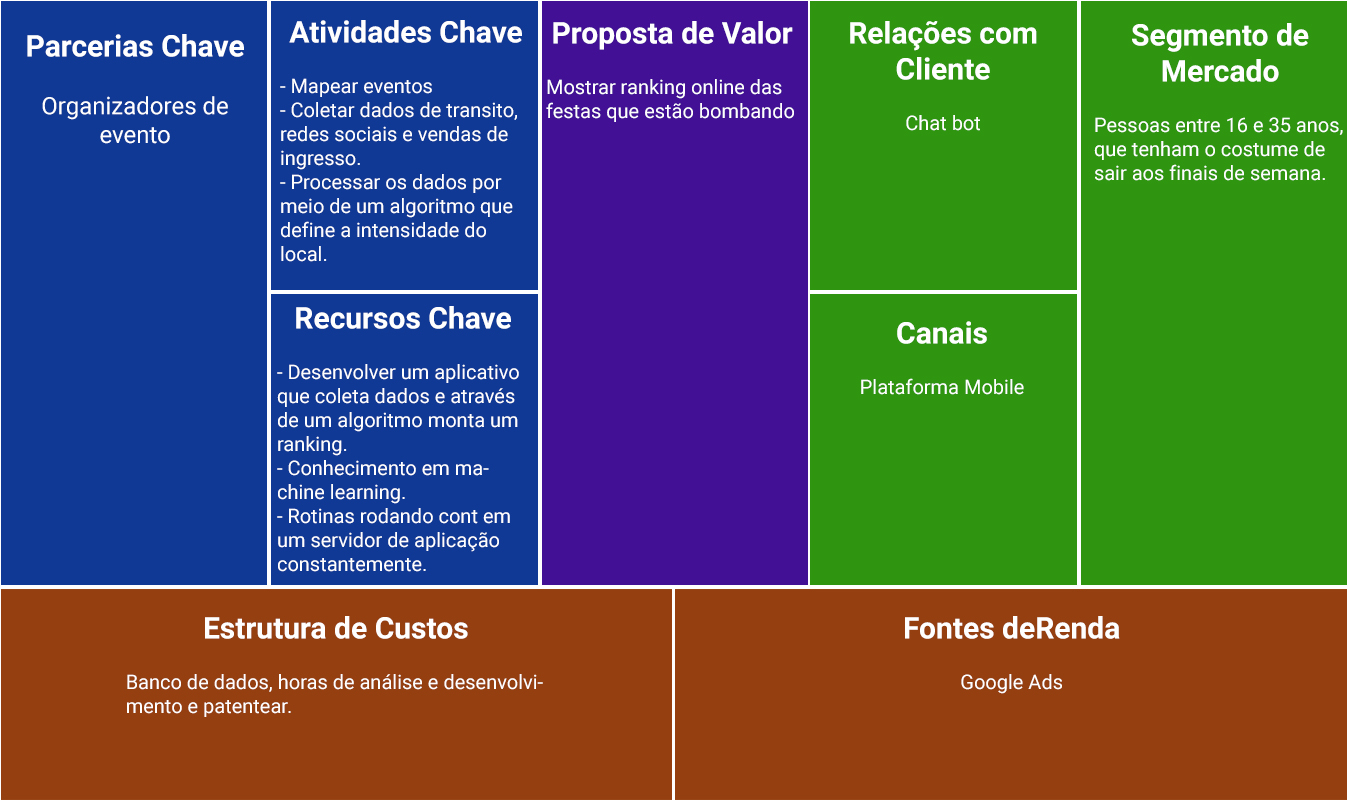 Parcerias Chave
Organizadores de
evento
Atividades Chave
- Mapear eventos
- Coletar dados de transito,
redes sociais e vendas de
ingresso.
- Processar os dados por
meio de um algoritmo que
define a intensidade do
local.
Recursos Chave
- Desenvolver um aplicativo
que coleta dados e através
de um algoritmo monta um
ranking.
- Conhecimento em ma-
chine learning.
- Rotinas rodando cont em
um servidor de aplicação
constantemente.
Proposta de Valor
Mostrar ranking online das
festas que estão bombando
Relações com
Cliente
Chat bot
Canais
Plataforma Mobile
Segmento de
Mercado
Pessoas entre 16 e 35 anos,
que tenham o costume de
sair aos finais de semana.
Estrutura de Custos
Banco de dados, horas de análise e desenvolvi-
mento e patentear.
Fontes deRenda
Google Ads